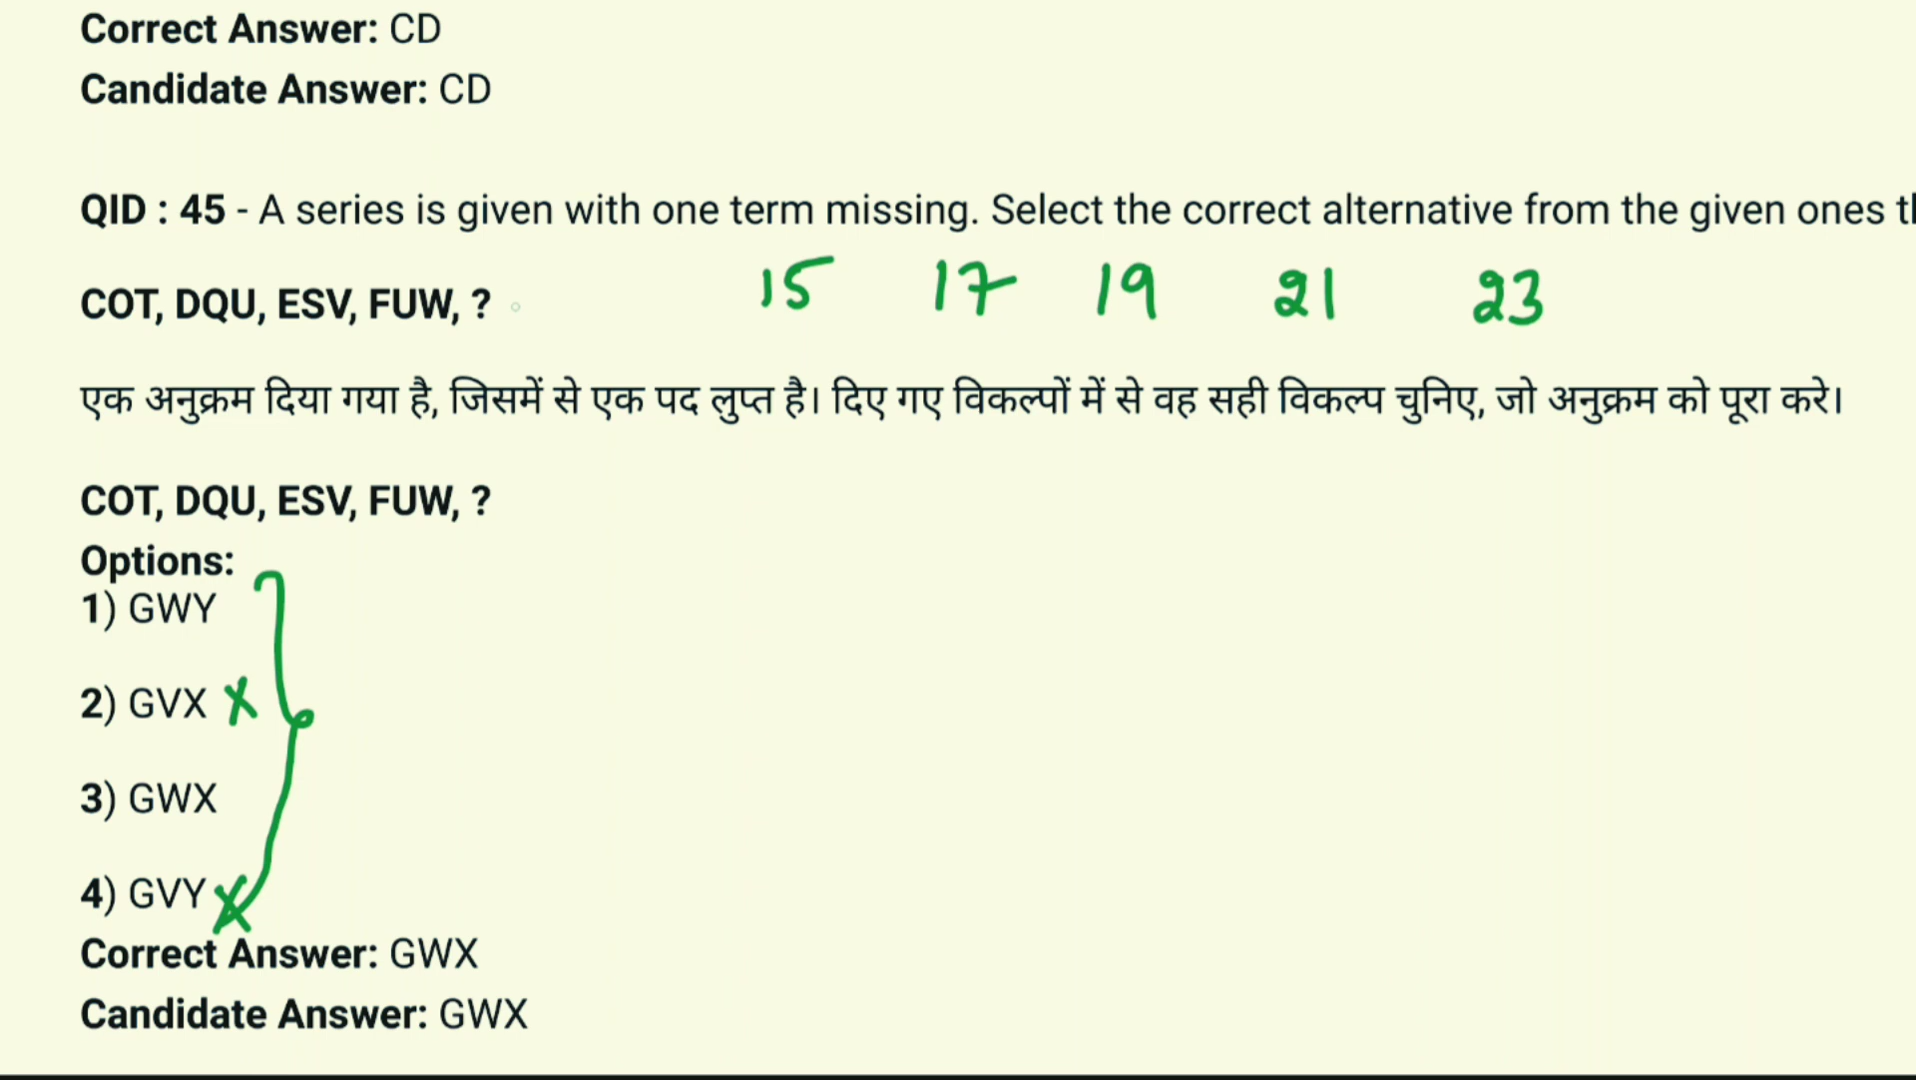 Correct Answer: CD
Candidate Answer: CD
QID : 45 - A series is given with one term missing. Select the correct alternative from the given ones
15 17 19 21 23
COT, DQU, ESV, FUW, ?
एक अनुक्रम दिया गया है, जिसमें से एक पद लुप्त है। दिए गए विकल्पों में से वह सही विकल्प चुनिए, जो अनुक्रम को पूरा करे।
COT, DQU, ESV, FUW, ?
Options:
1) GWY
2) GVX X
3) GWX
4) GVY X
Correct Answer: GWX
Candidate Answer: GWX